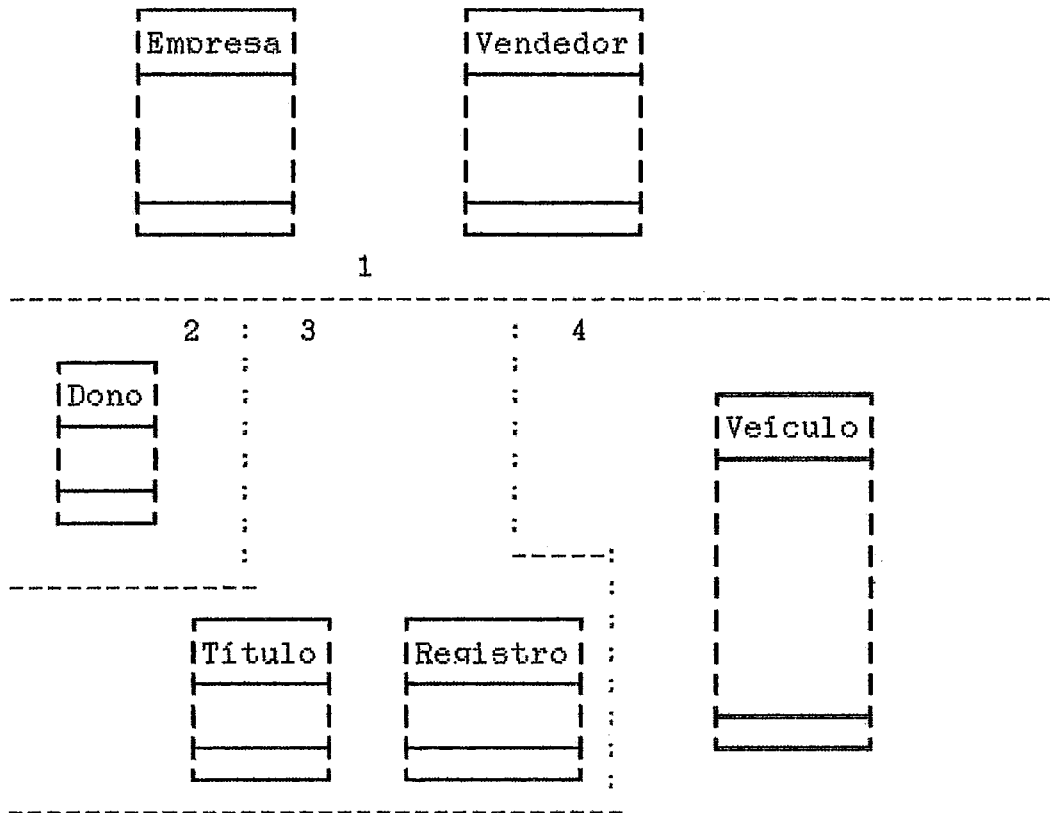 Empresa
Vendedor
1
2
3
4
Dono
Veículo
Título
Registro